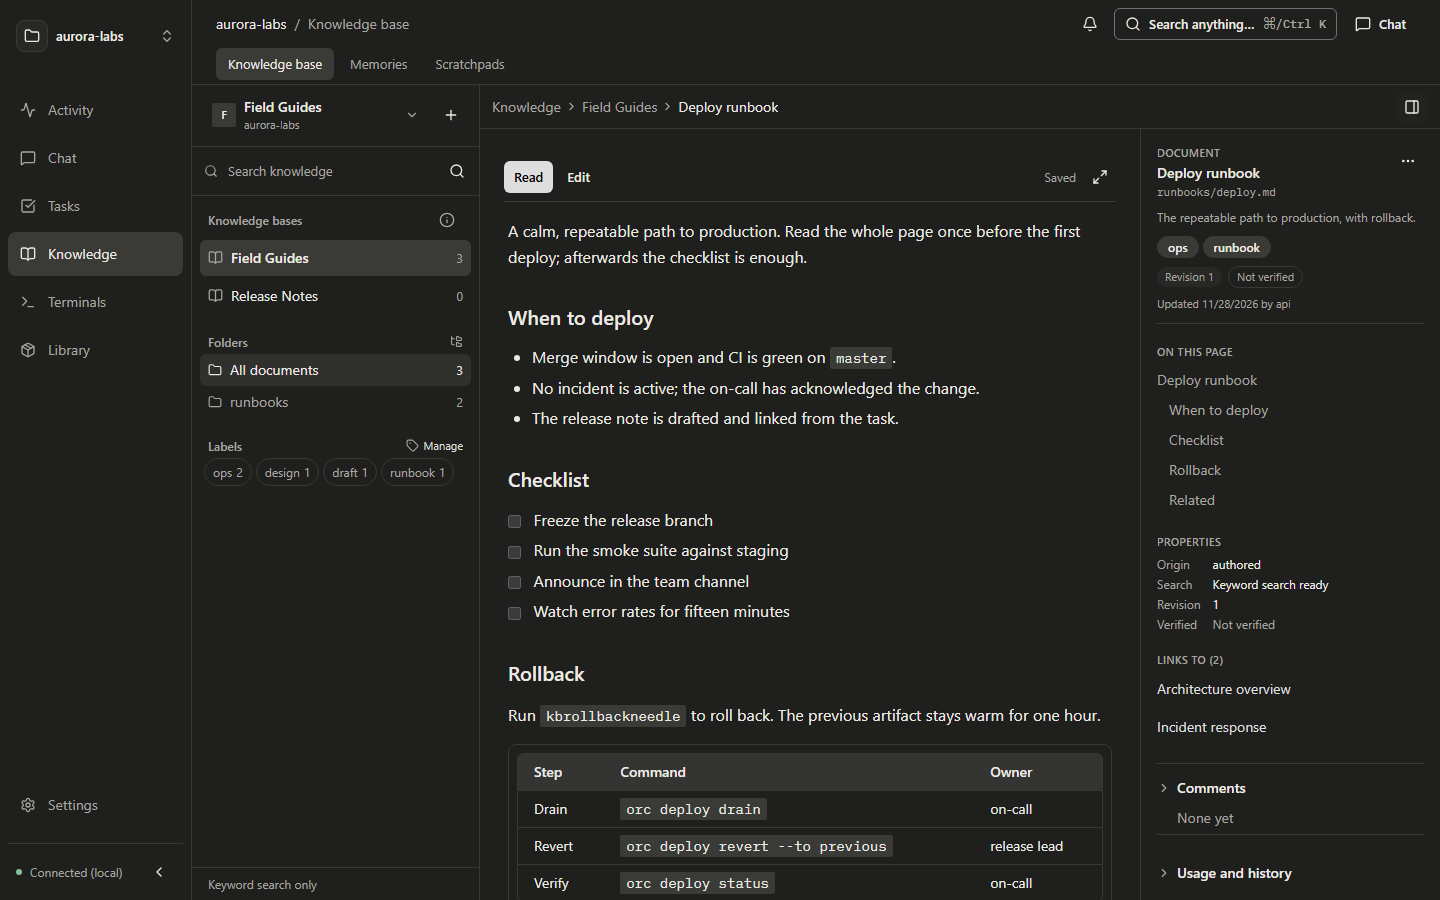 aurora-labs
Activity
Chat
Tasks
Knowledge
Terminals
Library
Settings
Connected (local)
aurora-labs / Knowledge base
Search anything... ⌘/Ctrl K
Chat
Knowledge base
Memories
Scratchpads
F
Field Guides
aurora-labs
Search knowledge
Knowledge bases
Field Guides 3
Release Notes 0
Folders
All documents 3
runbooks 2
Labels
Manage
ops 2
design 1
draft 1
runbook 1
Keyword search only
Knowledge > Field Guides > Deploy runbook
Read
Edit
Saved
A calm, repeatable path to production. Read the whole page once before the first
deploy; afterwards the checklist is enough.
When to deploy
• Merge window is open and CI is green on master.
• No incident is active; the on-call has acknowledged the change.
• The release note is drafted and linked from the task.
Checklist
Freeze the release branch
Run the smoke suite against staging
Announce in the team channel
Watch error rates for fifteen minutes
Rollback
Run kbrollbackneedle to roll back. The previous artifact stays warm for one hour.
Step Command Owner
Drain orc deploy drain on-call
Revert orc deploy revert --to previous release lead
Verify orc deploy status on-call
DOCUMENT
Deploy runbook
runbooks/deploy.md
The repeatable path to production, with rollback.
ops
runbook
Revision 1
Not verified
Updated 11/28/2026 by api
ON THIS PAGE
Deploy runbook
When to deploy
Checklist
Rollback
Related
PROPERTIES
Origin authored
Search Keyword search ready
Revision 1
Verified Not verified
LINKS TO (2)
Architecture overview
Incident response
Comments
None yet
Usage and history